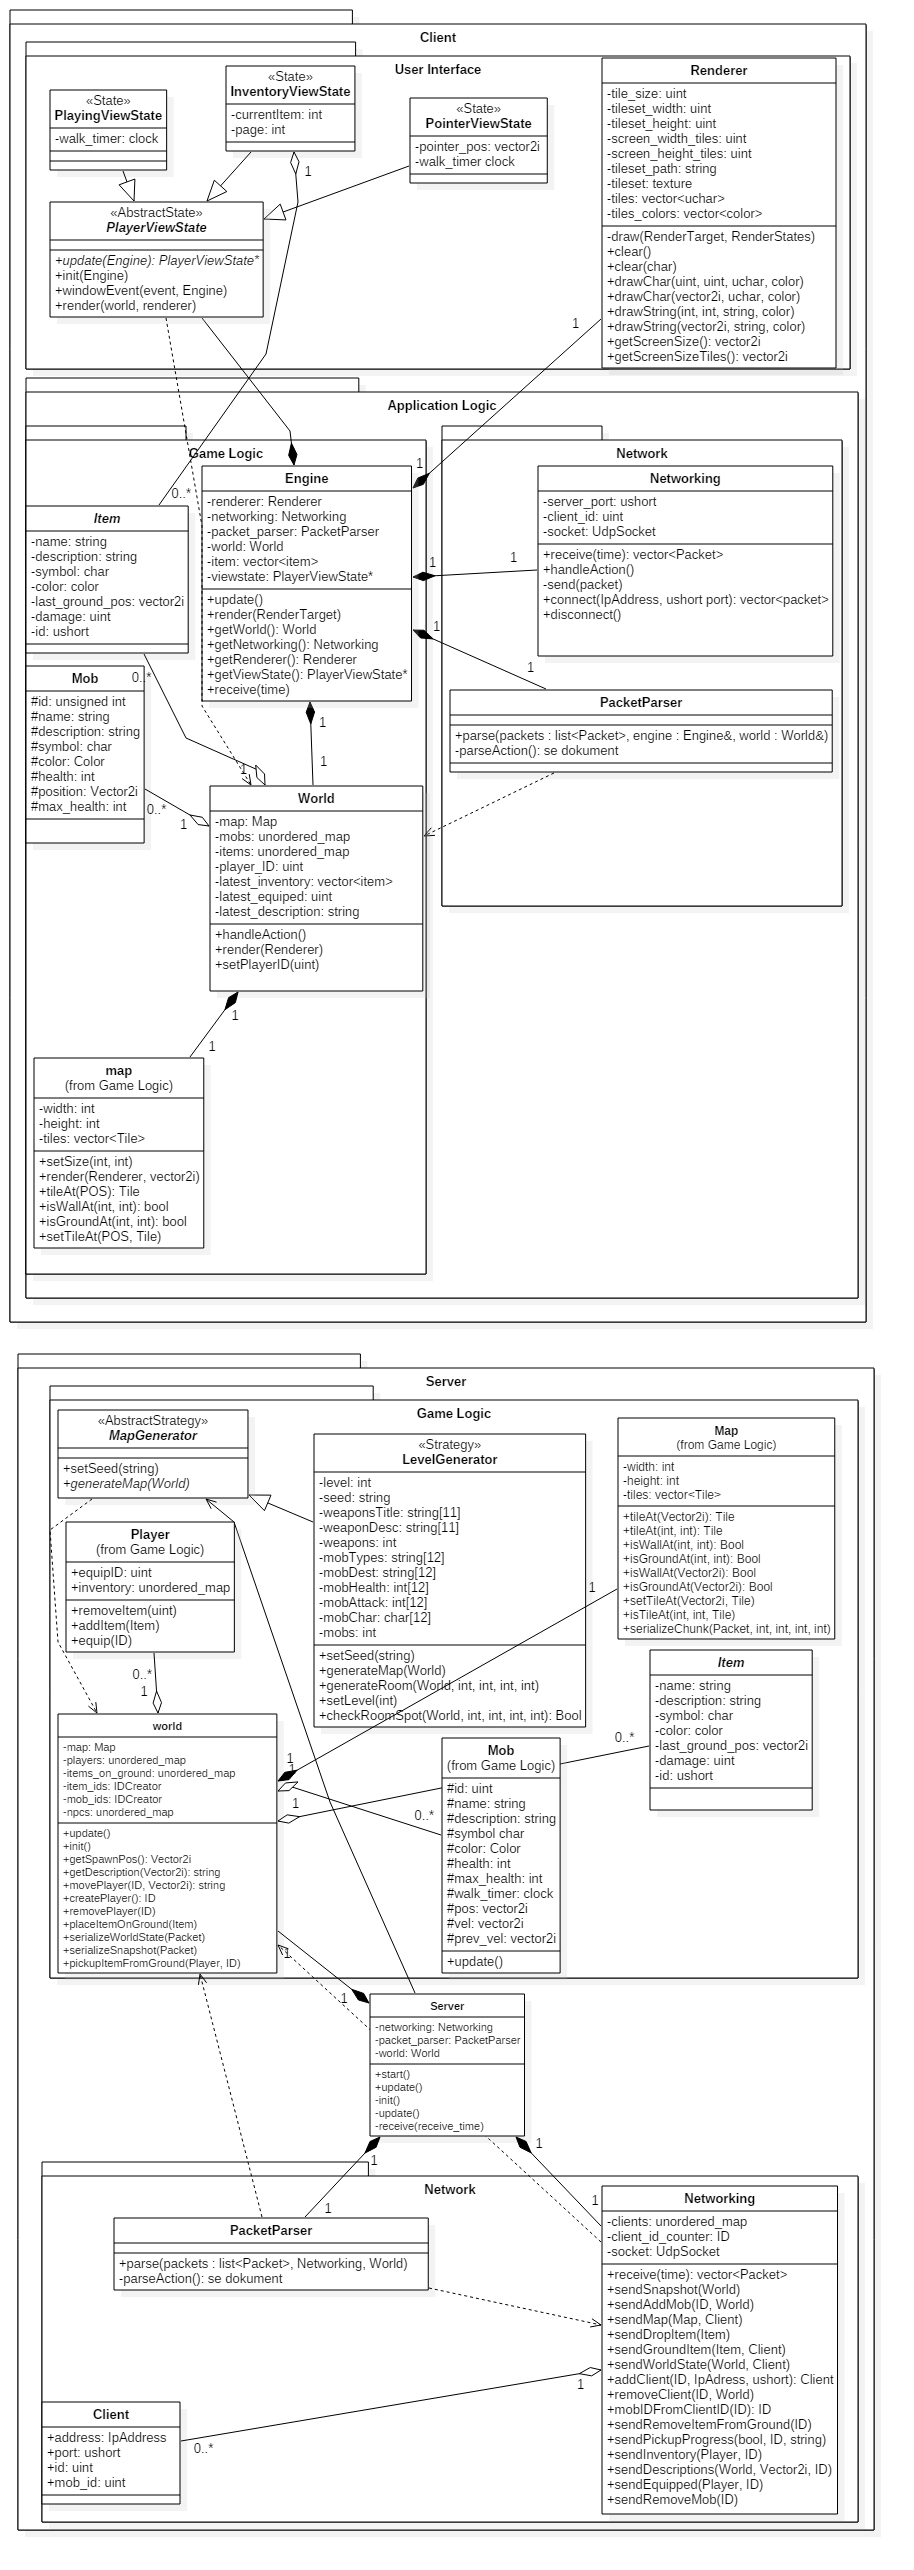 Client
User Interface
«State»
PlayingViewState
-walk_timer: clock
«State»
InventoryViewState
-currentItem: int
-page: int
1
«State»
PointerViewState
-pointer_pos: vector2i
-walk_timer clock
Renderer
-tile_size: uint
-tileset_width: uint
-tileset_height: uint
-screen_width_tiles: uint
-screen_height_tiles: uint
-tileset_path: string
-tileset: texture
-tiles: vector<uchar>
-tiles_colors: vector<color>
-draw(RenderTarget, RenderStates)
+clear()
+clear(char)
+drawChar(uint, uint, uchar, color)
+drawChar(vector2i, uchar, color)
+drawString(int, int, string, color)
+drawString(vector2i, string, color)
+getScreenSize(): vector2i
+getScreenSizeTiles(): vector2i
«AbstractState»
PlayerViewState
+update(Engine): PlayerViewState*
+init(Engine)
+windowEvent(event, Engine)
+render(world, renderer)
1
Application Logic
Game Logic
1
0..*
Engine
-renderer: Renderer
-networking: Networking
-packet_parser: PacketParser
-world: World
-item: vector<item>
-viewstate: PlayerViewState*
+update()
+render(RenderTarget)
+getWorld(): World
+getNetworking(): Networking
+getRenderer(): Renderer
+getViewState(): PlayerViewState*
+receive(time)
Network
Networking
-server_port: ushort
-client_id: uint
-socket: UdpSocket
+receive(time): vector<Packet>
+handleAction()
-send(packet)
+connect(IpAddress, ushort port): vector<packet>
+disconnect()
1
1
1
1
PacketParser
+parse(packets : list<Packet>, engine : Engine&, world : World&)
-parseAction(): se dokument
Item
-name: string
-description: string
-symbol: char
-color: color
-last_ground_pos: vector2i
-damage: uint
-id: ushort
0..*
Mob
#id: unsigned int
#name: string
#description: string
#symbol: char
#color: Color
#health: int
#position: Vector2i
#max_health: int
0..*
1
1
1
1
World
-map: Map
-mobs: unordered_map
-items: unordered_map
-player_ID: uint
-latest_inventory: vector<item>
-latest_equiped: uint
-latest_description: string
+handleAction()
+render(Renderer)
+setPlayerID(uint)
1
1
map
(from Game Logic)
-width: int
-height: int
-tiles: vector<Tile>
+setSize(int, int)
+render(Renderer, vector2i)
+tileAt(POS): Tile
+isWallAt(int, int): bool
+isGroundAt(int, int): bool
+setTileAt(POS, Tile)
Server
Game Logic
«AbstractStrategy»
MapGenerator
+setSeed(string)
+generateMap(World)
«Strategy»
LevelGenerator
-level: int
-seed: string
-weaponsTitle: string[11]
-weaponDesc: string[11]
-weapons: int
-mobTypes: string[12]
-mobDest: string[12]
-mobHealth: int[12]
-mobAttack: int[12]
-mobChar: char[12]
-mobs: int
+setSeed(string)
+generateMap(World)
+generateRoom(World, int, int, int)
+setLevel(int)
+checkRoomSpot(World, int, int, int, int): Bool
Map
(from Game Logic)
-width: int
-height: int
-tiles: vector<Tile>
+tileAt(Vector2i): Tile
+tileAt(int, int): Tile
+isWallAt(int, int): Bool
+isGroundAt(int, int): Bool
+isWallAt(Vector2i): Bool
+isGroundAt(Vector2i): Bool
+setTileAt(Vector2i, Tile)
+isTileAt(int, int, Tile)
+serializeChunk(Packet, int, int, int, int)
1
Player
(from Game Logic)
+equipID: uint
+inventory: unordered_map
+removeItem(uint)
+addItem(Item)
+equip(ID)
0..*
1
Item
-name: string
-description: string
-symbol: char
-color: color
-last_ground_pos: vector2i
-damage: uint
-id: ushort
0..*
world
-map: Map
-players: unordered_map
-items_on_ground: unordered_map
-item_ids: IDCreator
-mob_ids: IDCreator
-npcs: unordered_map
+update()
+init()
+getSpawnPos(): Vector2i
+getDescription(Vector2i): string
+movePlayer(ID, Vector2i): string
+createPlayer(): ID
+removePlayer(ID)
+placeItemOnGround(Item)
+serializeWorldState(Packet)
+serializeSnapshot(Packet)
+pickupItemFromGround(Player, ID)
1
1
1
0..*
Mob
(from Game Logic)
#id: uint
#name: string
#description: string
#symbol char
#color: Color
#health: int
#max_health: int
#walk_timer: clock
#pos: vector2i
#vel: vector2i
#prev_vel: vector2i
+update()
1
1
Server
-networking: Networking
-packet_parser: PacketParser
-world: World
+start()
+update()
-init()
-update()
-receive(receive_time)
1
1
1
1
Network
PacketParser
+parse(packets : list<Packet>, Networking, World)
-parseAction(): se dokument
Networking
-clients: unordered_map
-client_id_counter: ID
-socket: UdpSocket
+receive(time): vector<Packet>
+sendSnapshot(World)
+sendAddMob(ID, World)
+sendMap(Map, Client)
+sendDropItem(Item)
+sendGroundItem(Item, Client)
+sendWorldState(World, Client)
+addClient(ID, IpAdress, ushort): Client
+removeClient(ID, World)
+mobIDFromClientID(ID): ID
+sendRemoveItemFromGround(ID)
+sendPickupProgress(bool, ID, string)
+sendInventory(Player, ID)
+sendDescriptions(World, Vector2i, ID)
+sendEquipped(Player, ID)
+sendRemoveMob(ID)
1
0..*
Client
+address: IpAddress
+port: ushort
+id: uint
+mob_id: uint